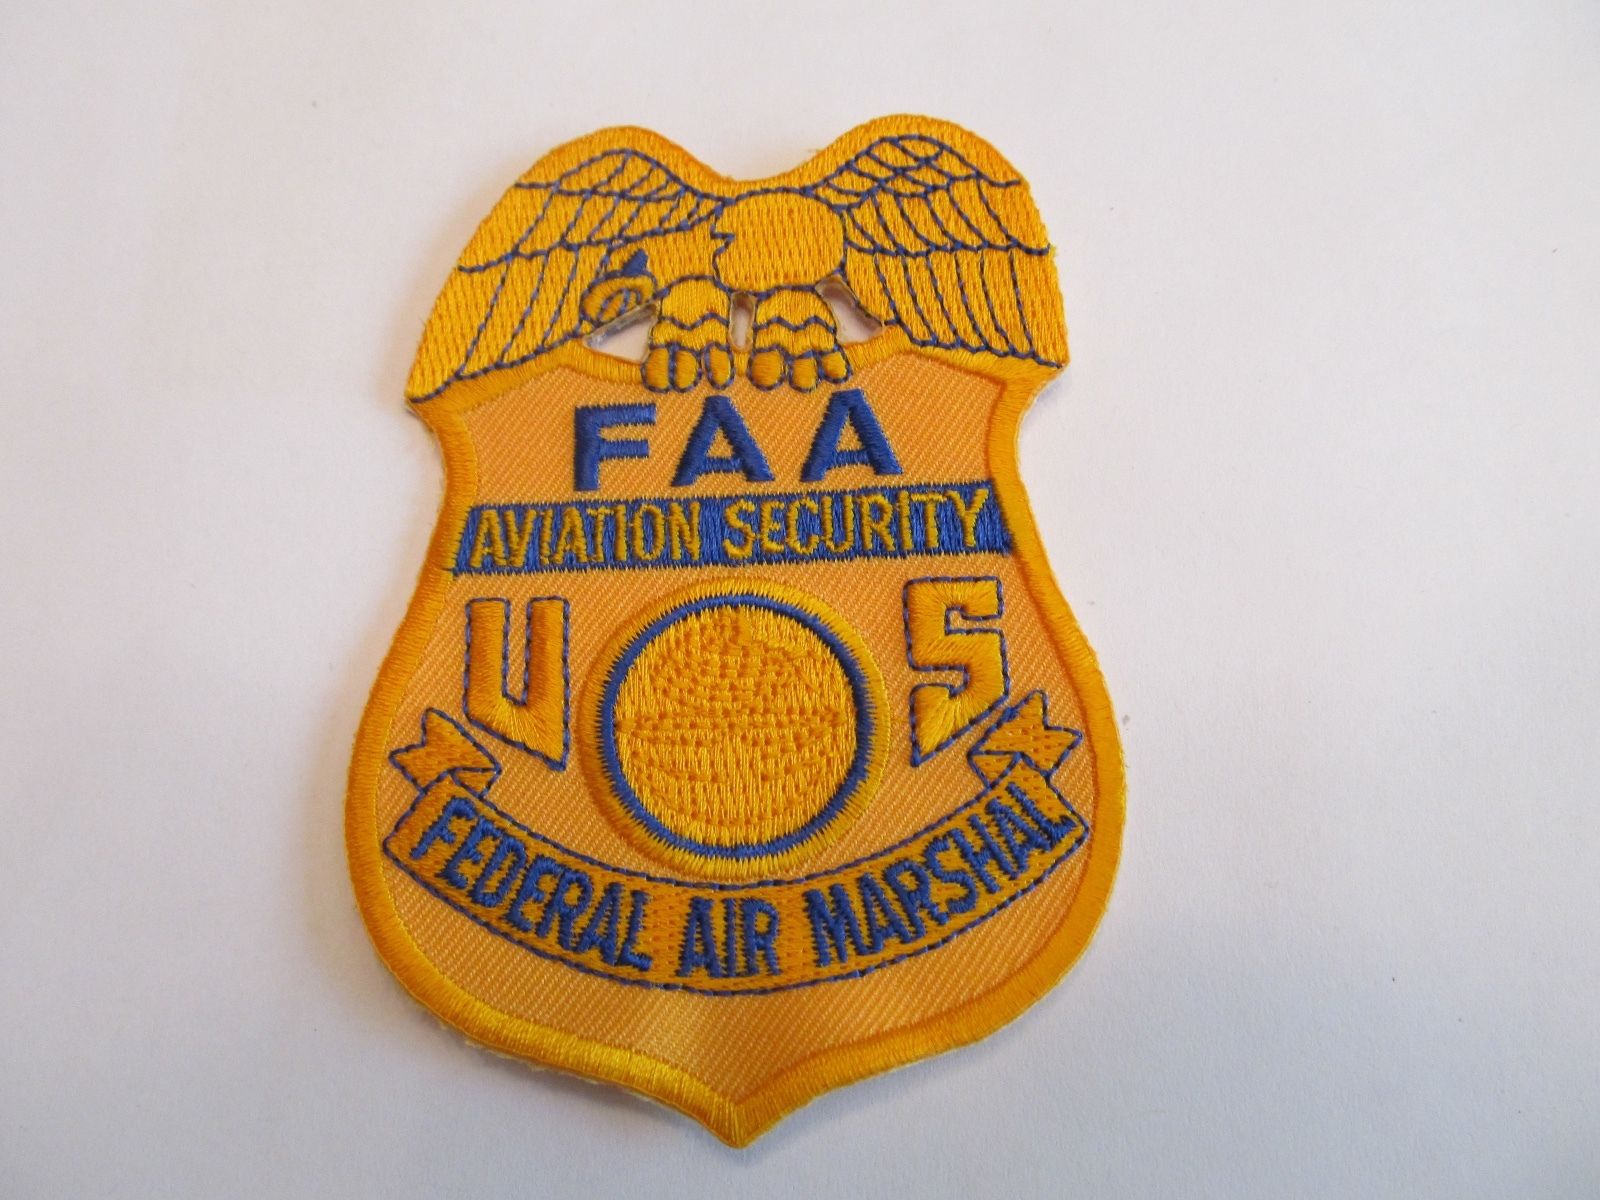 FAA
AVIATION SECURITY
U S
FEDERAL AIR MARSHAL